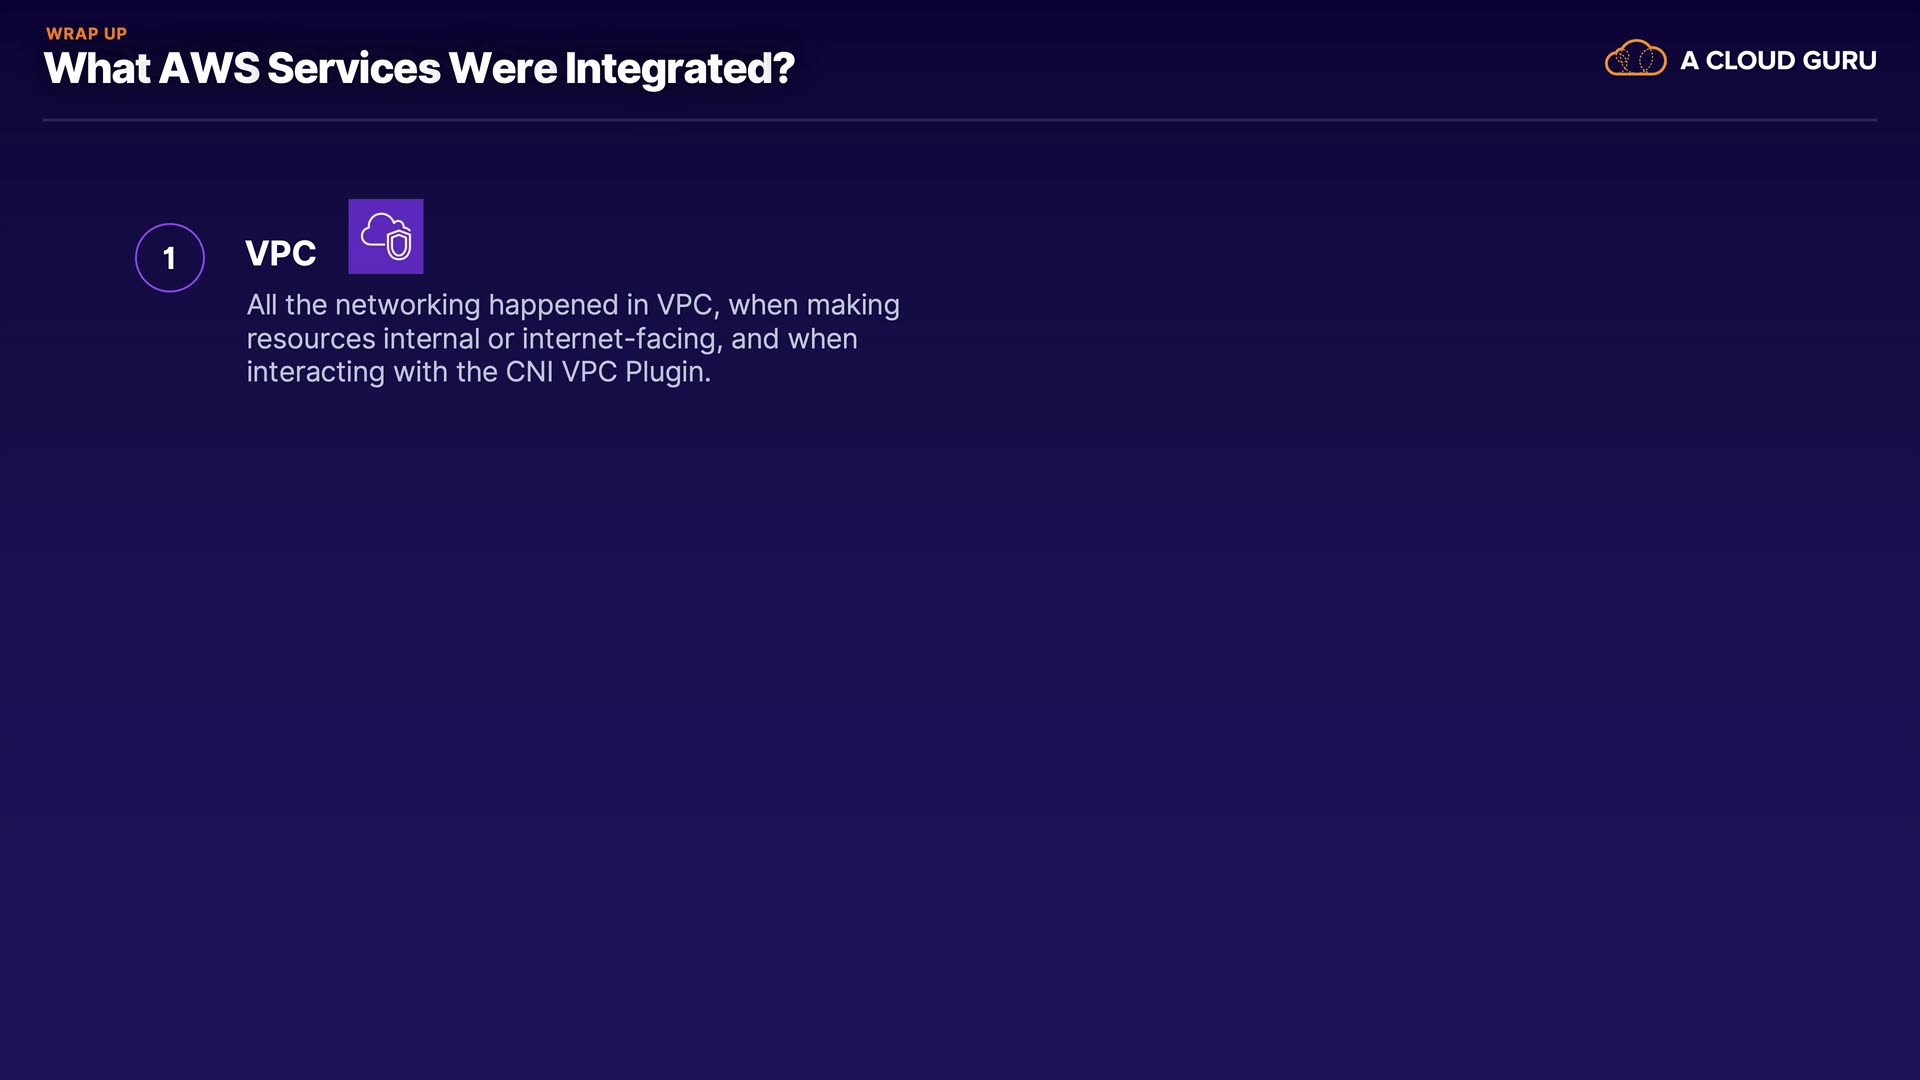 WRAP UP
What AWS Services Were Integrated?
A CLOUD GURU
1
VPC
All the networking happened in VPC, when making
resources internal or internet-facing, and when
interacting with the CNI VPC Plugin.